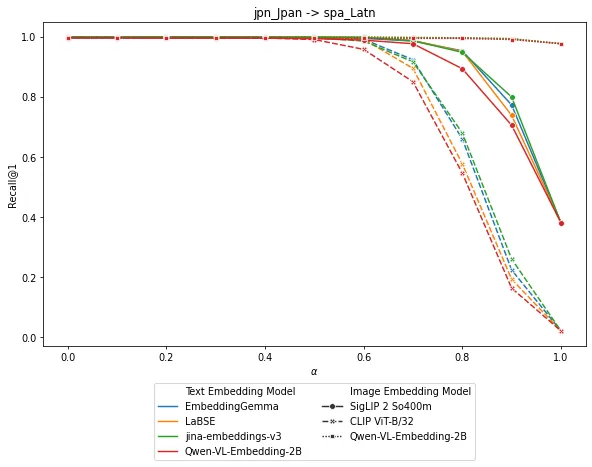 jpn_Jpan -> spa_Latn
Recall@1
1.0
0.8
0.6
0.4
0.2
0.0
0.0 0.2 0.4 0.6 0.8 1.0
α
Text Embedding Model
EmbeddingGemma
LaBSE
jina-embeddings-v3
Qwen-VL-Embedding-2B
Image Embedding Model
SigLIP 2 So400m
CLIP ViT-B/32
Qwen-VL-Embedding-2B